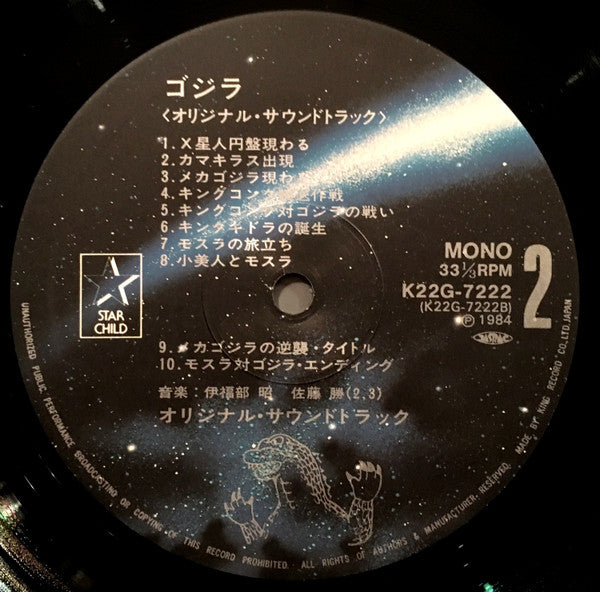 ゴジラ
〈オリジナル・サウンドトラック〉
1.X星人円盤現わる
2.カマキラス出現
3.メカゴジラ現わ
4.キングコング 作戦
5.キングコング対ゴジラの戦い
6.キングギドラの誕生
7.モスラの旅立ち
8.小美人とモスラ
STAR
CHILD
MONO
33 1/3 RPM
K22G-7222
(K22G-7222B)
Ⓟ 1984
2
9.メカゴジラの逆襲・タイトル
10.モスラ対ゴジラ・エンディング
音楽:伊福部 昭 佐藤 勝(2,3)
オリジナル・サウンドトラック
UNAUTHORIZED PUBLIC PERFORMANCE BROADCASTING OR COPYING OF THIS RECORD PROHIBITED. ALL RIGHTS OF AUTHORS & MANUFACTURER RESERVED. MADE BY KING RECORD CO., LTD. JAPAN